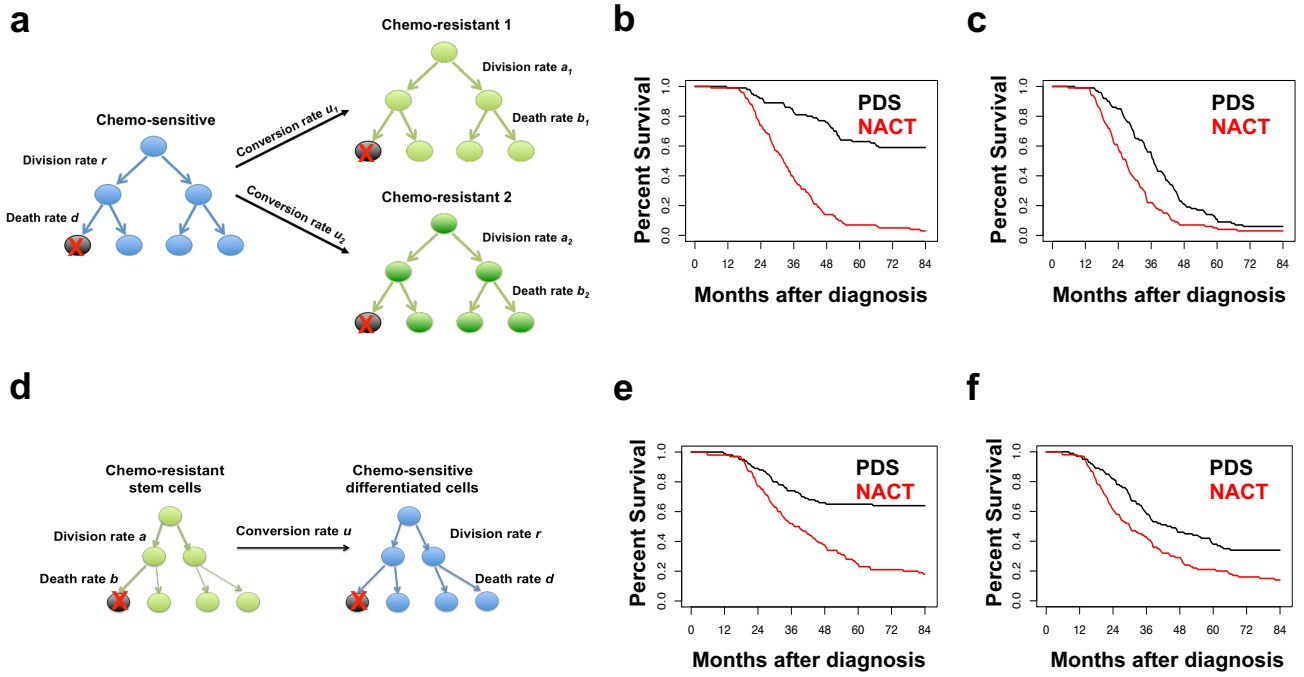 a
Chemo-sensitive
Division rate r
Death rate d
X
Conversion rate u1
Conversion rate u2
Chemo-resistant 1
Division rate a1
Death rate b1
X
Chemo-resistant 2
Division rate a2
Death rate b2
X
b
Percent Survival
0.0 0.2 0.4 0.6 0.8 1.0
PDS
NACT
0 12 24 36 48 60 72 84
Months after diagnosis
c
Percent Survival
0.0 0.2 0.4 0.6 0.8 1.0
PDS
NACT
0 12 24 36 48 60 72 84
Months after diagnosis
d
Chemo-resistant
stem cells
Division rate a
Death rate b
X
Conversion rate u
Chemo-sensitive
differentiated cells
Division rate r
Death rate d
X
e
Percent Survival
0.0 0.2 0.4 0.6 0.8 1.0
PDS
NACT
0 12 24 36 48 60 72 84
Months after diagnosis
f
Percent Survival
0.0 0.2 0.4 0.6 0.8 1.0
PDS
NACT
0 12 24 36 48 60 72 84
Months after diagnosis